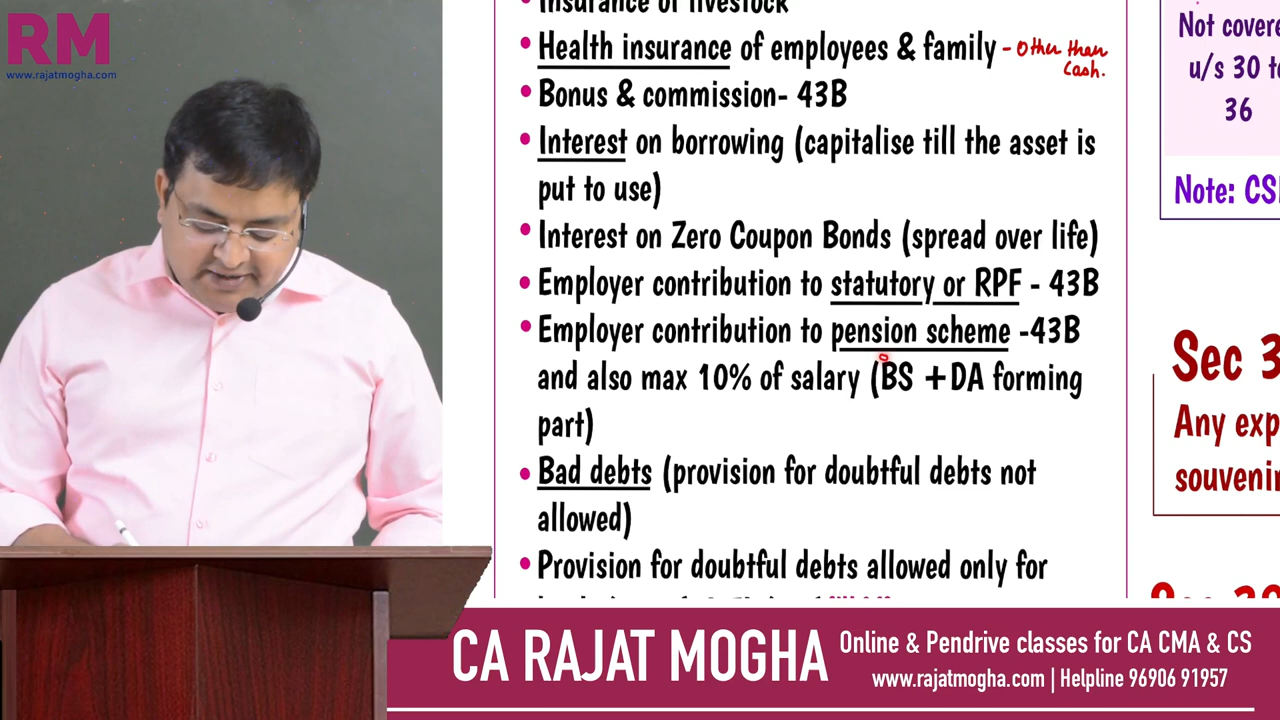 RM
www.rajatmogha.com
Insurance of livestock
• Health insurance of employees & family - Other than
Cash.
• Bonus & commission- 43B
• Interest on borrowing (capitalise till the asset is
put to use)
• Interest on Zero Coupon Bonds (spread over life)
• Employer contribution to statutory or RPF - 43B
• Employer contribution to pension scheme -43B
and also max 10% of salary (BS +DA forming
part)
• Bad debts (provision for doubtful debts not
allowed)
• Provision for doubtful debts allowed only for
Not covere
u/s 30 to
36
Note: CS
Sec 3
Any exp
souveni
CA RAJAT MOGHA
Online & Pendrive classes for CA CMA & CS
www.rajatmogha.com | Helpline 96906 91957